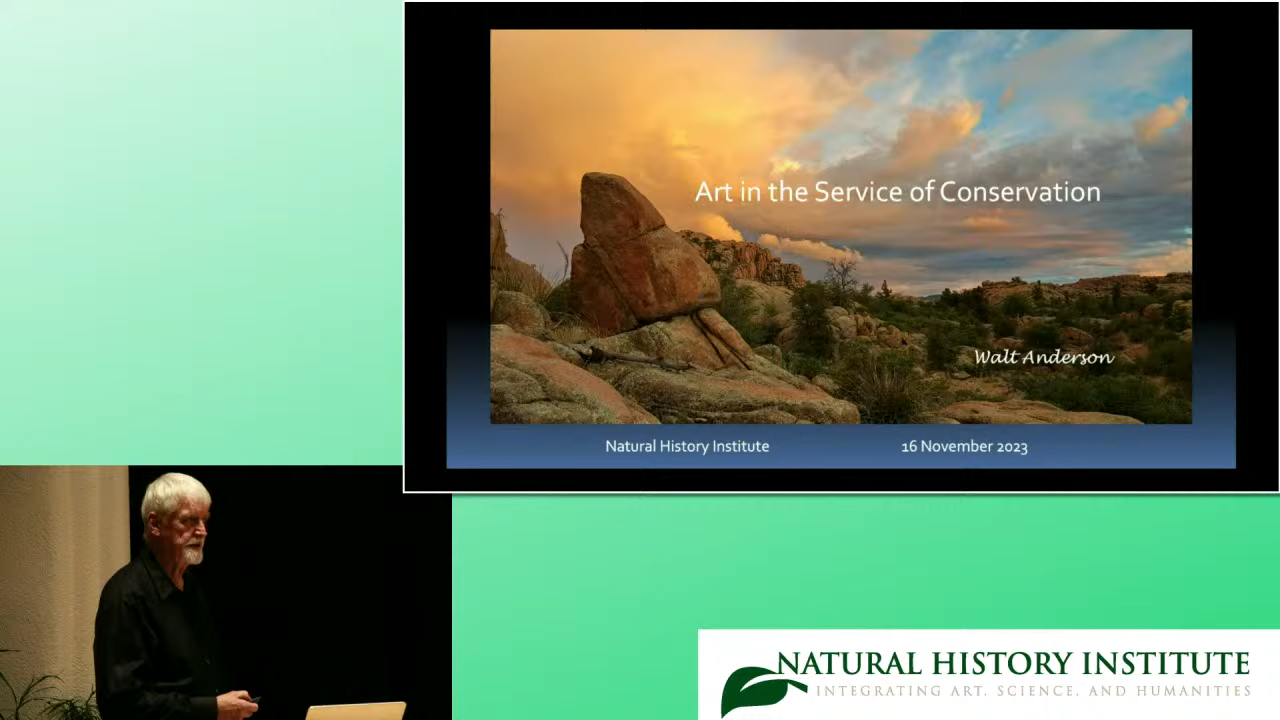 Art in the Service of Conservation
Walt Anderson
Natural History Institute
16 November 2023
NATURAL HISTORY INSTITUTE
INTEGRATING ART, SCIENCE, AND HUMANITIES